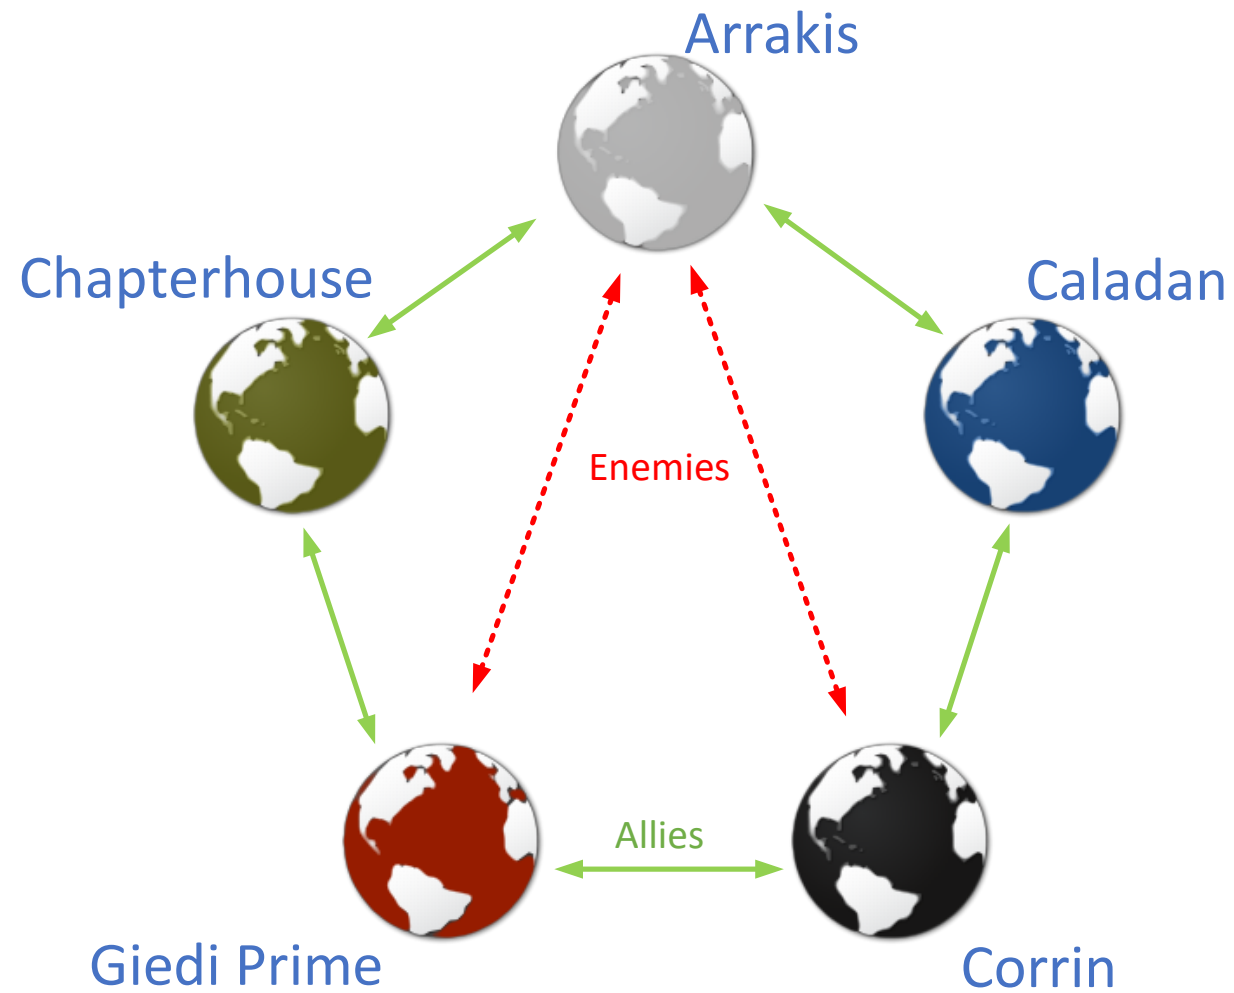 Arrakis
Chapterhouse
Caladan
Enemies
Allies
Giedi Prime
Corrin